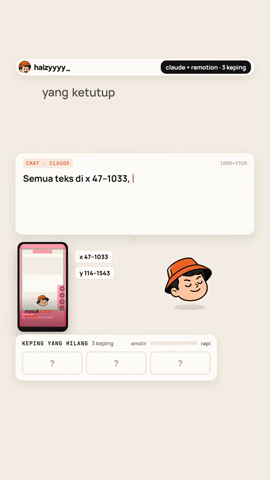 haizyyyy_
claude + remotion · 3 keping
yang ketutup
CHAT · CLAUDE
1080×1920
Semua teks di x 47–1033,
x 47–1033
y 114–1543
KEPING YANG HILANG 3 keping
amatir
rapi
? ? ?